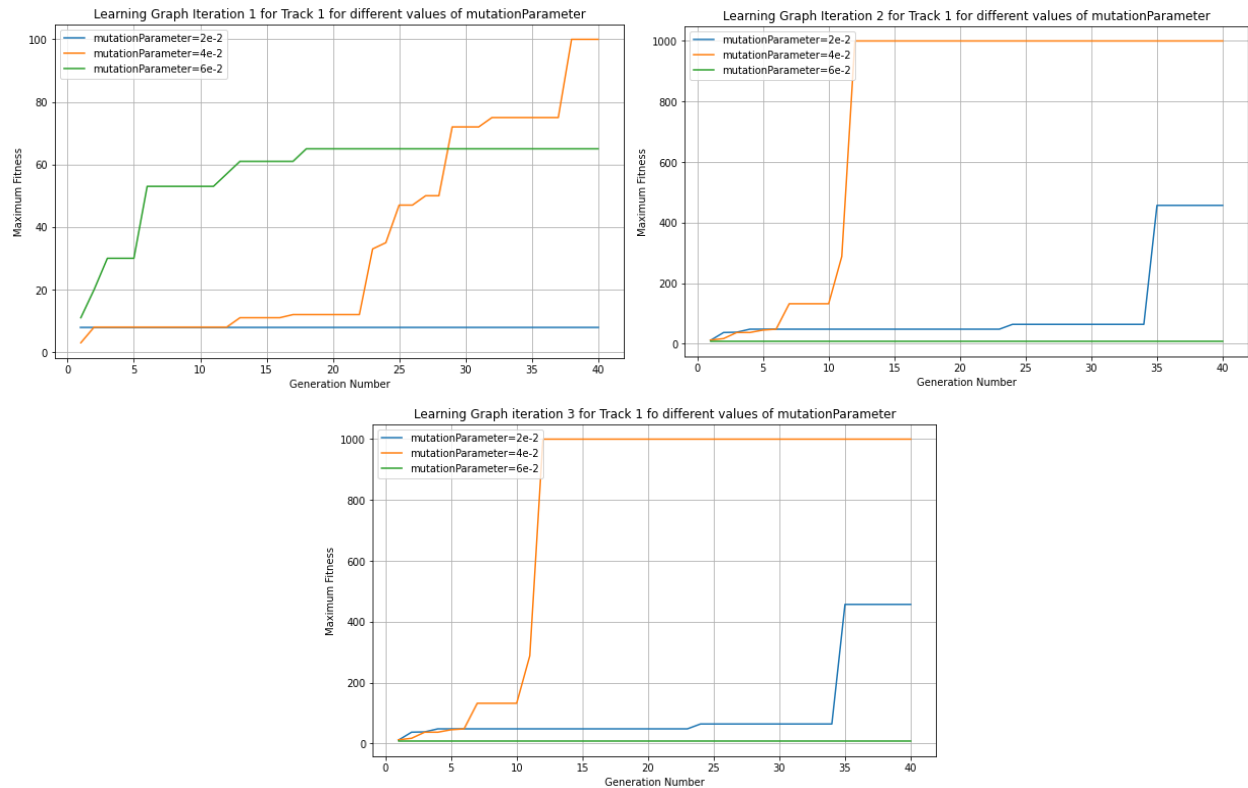 Learning Graph Iteration 1 for Track 1 for different values of mutationParameter
mutationParameter=2e-2
mutationParameter=4e-2
mutationParameter=6e-2
Maximum Fitness
100
80
60
40
20
0
0 5 10 15 20 25 30 35 40
Generation Number
Learning Graph Iteration 2 for Track 1 for different values of mutationParameter
mutationParameter=2e-2
mutationParameter=4e-2
mutationParameter=6e-2
Maximum Fitness
1000
800
600
400
200
0
0 5 10 15 20 25 30 35 40
Generation Number
Learning Graph iteration 3 for Track 1 fo different values of mutationParameter
mutationParameter=2e-2
mutationParameter=4e-2
mutationParameter=6e-2
Maximum Fitness
1000
800
600
400
200
0
0 5 10 15 20 25 30 35 40
Generation Number